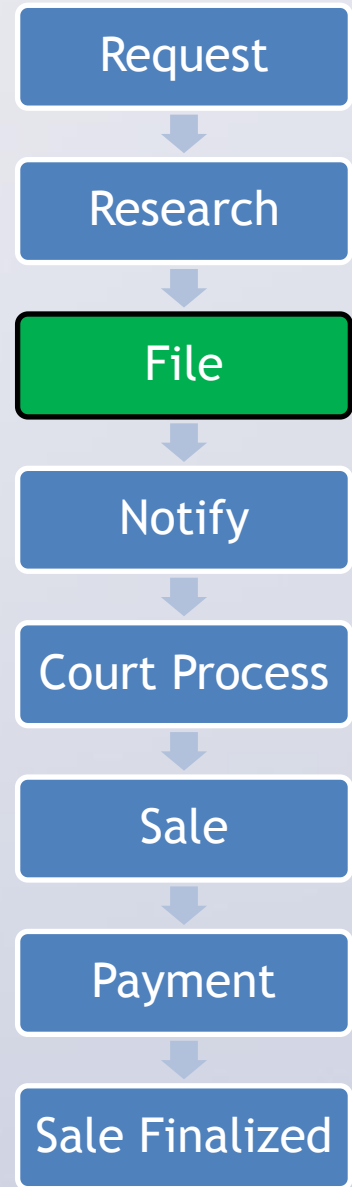 Request
Research
File
Notify
Court Process
Sale
Payment
Sale Finalized